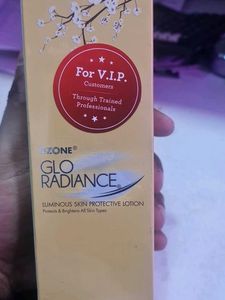 For V.I.P.
Customers
Through Trained
Professionals
OZONE®
GLO
RADIANCE®
LUMINOUS SKIN PROTECTIVE LOTION
Protects & Brightens All Skin Types